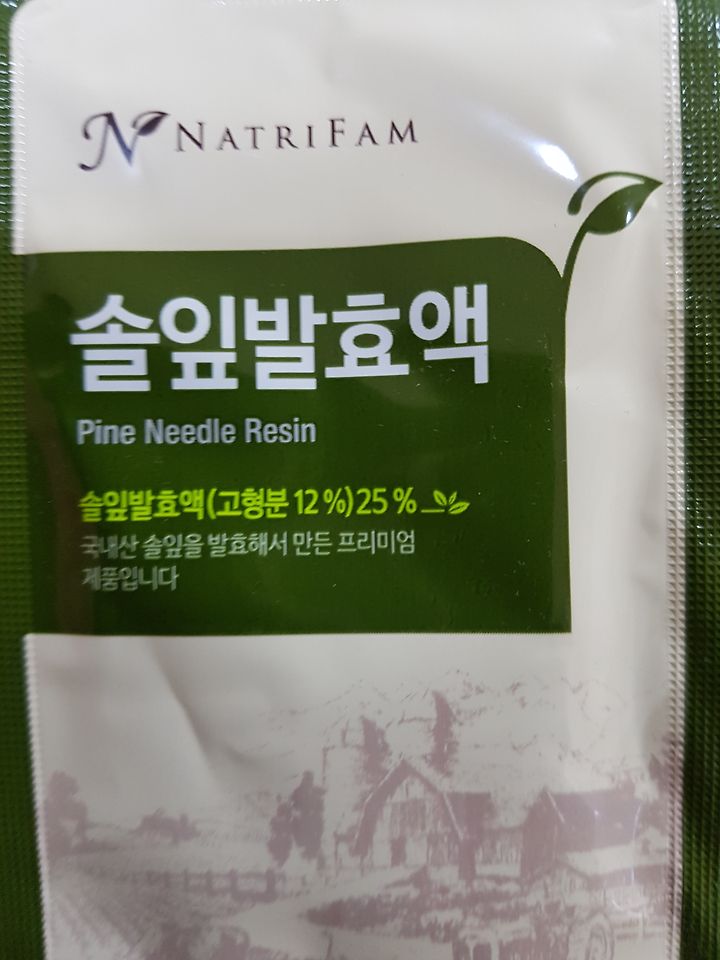 NATRIFAM
솔잎발효액
Pine Needle Resin
솔잎발효액(고형분 12 %) 25 %
국내산 솔잎을 발효해서 만든 프리미엄
제품입니다